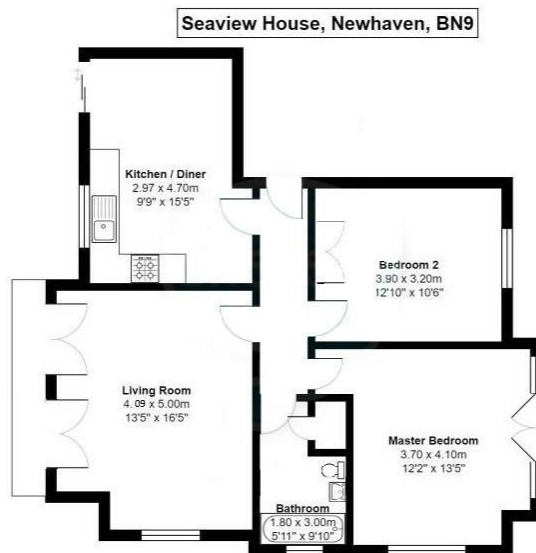 Seaview House, Newhaven, BN9
Kitchen / Diner
2.97 x 4.70m
9'9" x 15'5"
Bedroom 2
3.90 x 3.20m
12'10" x 10'6"
Living Room
4.09 x 5.00m
13'5" x 16'5"
Master Bedroom
3.70 x 4.10m
12'2" x 13'5"
Bathroom
1.80 x 3.00m
5'11" x 9'10"